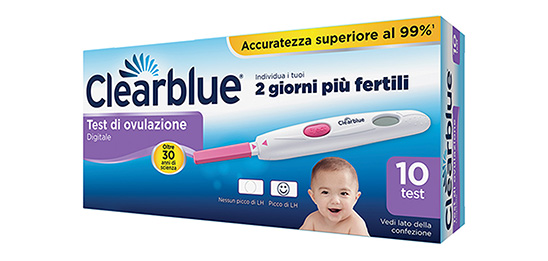 Accuratezza superiore al 99%¹
Clearblue®
Individua i tuoi
2 giorni più fertili
Test di ovulazione
Digitale
Oltre
30
anni di
scienza
Clearblue
Nessun picco di LH
Picco di LH
10
test
Vedi lato della
confezione